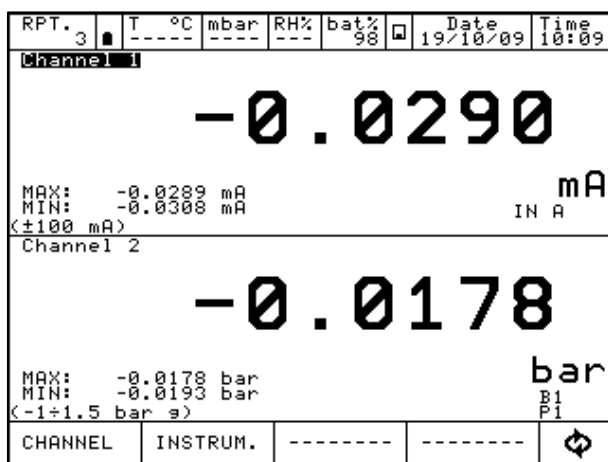 RPT. T °C mbar RH% bat% Date Time
3 ----- ---- --- 98 19/10/09 10:09
Channel 1
-0.0290
mA
MAX: -0.0289 mA
MIN: -0.0308 mA
IN A
(±100 mA)
Channel 2
-0.0178
bar
MAX: -0.0178 bar
MIN: -0.0193 bar
B1
(-1÷1.5 bar g)
P1
CHANNEL INSTRUM. -------- --------